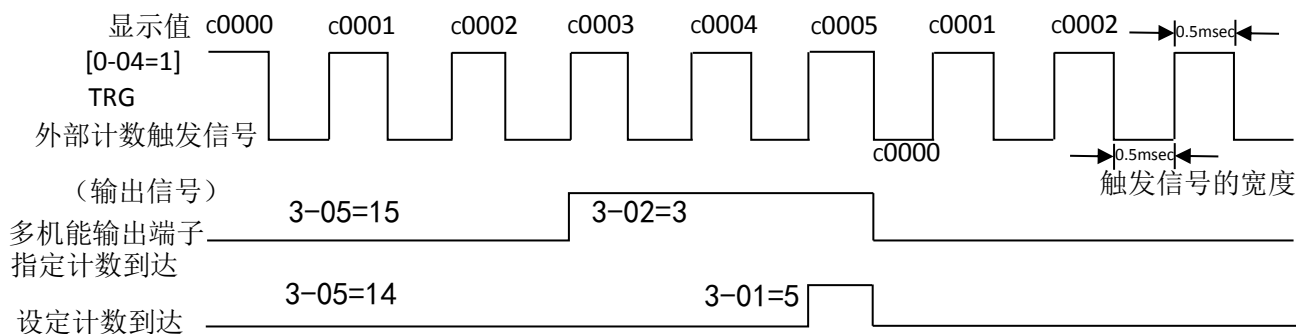 显示值 c0000 c0001 c0002 c0003 c0004 c0005 c0001 c0002
0.5msec
[0-04=1]
TRG
外部计数触发信号
c0000
0.5msec
触发信号的宽度
（输出信号）
3-05=15 3-02=3
多机能输出端子
指定计数到达
3-05=14 3-01=5
设定计数到达